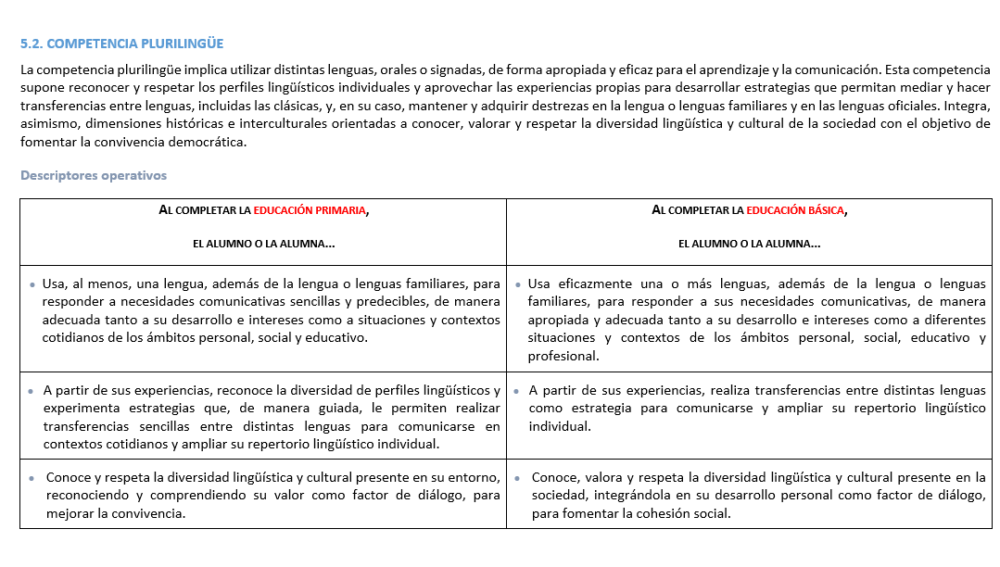 5.2. COMPETENCIA PLURILINGÜE
La competencia plurilingüe implica utilizar distintas lenguas, orales o signadas, de forma apropiada y eficaz para el aprendizaje y la comunicación. Esta competencia
supone reconocer y respetar los perfiles lingüísticos individuales y aprovechar las experiencias propias para desarrollar estrategias que permitan mediar y hacer
transferencias entre lenguas, incluidas las clásicas, y, en su caso, mantener y adquirir destrezas en la lengua o lenguas familiares y en las lenguas oficiales. Integra,
asimismo, dimensiones históricas e interculturales orientadas a conocer, valorar y respetar la diversidad lingüística y cultural de la sociedad con el objetivo de
fomentar la convivencia democrática.
Descriptores operativos
AL COMPLETAR LA EDUCACIÓN PRIMARIA,
EL ALUMNO O LA ALUMNA...
AL COMPLETAR LA EDUCACIÓN BÁSICA,
EL ALUMNO O LA ALUMNA...
• Usa, al menos, una lengua, además de la lengua o lenguas familiares, para
responder a necesidades comunicativas sencillas y predecibles, de manera
adecuada tanto a su desarrollo e intereses como a situaciones y contextos
cotidianos de los ámbitos personal, social y educativo.
• Usa eficazmente una o más lenguas, además de la lengua o lenguas
familiares, para responder a sus necesidades comunicativas, de manera
apropiada y adecuada tanto a su desarrollo e intereses como a diferentes
situaciones y contextos de los ámbitos personal, social, educativo y
profesional.
• A partir de sus experiencias, reconoce la diversidad de perfiles lingüísticos y
experimenta estrategias que, de manera guiada, le permiten realizar
transferencias sencillas entre distintas lenguas para comunicarse en
contextos cotidianos y ampliar su repertorio lingüístico individual.
• A partir de sus experiencias, realiza transferencias entre distintas lenguas
como estrategia para comunicarse y ampliar su repertorio lingüístico
individual.
• Conoce y respeta la diversidad lingüística y cultural presente en su entorno,
reconociendo y comprendiendo su valor como factor de diálogo, para
mejorar la convivencia.
• Conoce, valora y respeta la diversidad lingüística y cultural presente en la
sociedad, integrándola en su desarrollo personal como factor de diálogo,
para fomentar la cohesión social.